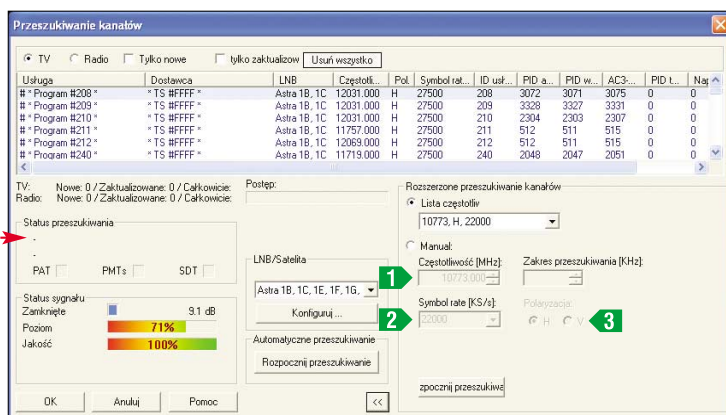 Przeszukiwanie kanałów
TV Radio Tylko nowe tylko zaktualizow Usuń wszystko
Usługa Dostawca LNB Częstotli... Pol. Symbol rat... ID usł... PID a... PID w... AC3-... PID t... Nap
# * Program #208 * * TS #FFFF * Astra 1B, 1C 12031.000 H 27500 208 3072 3071 3075 0 0
# * Program #209 * * TS #FFFF * Astra 1B, 1C 12031.000 H 27500 209 3328 3327 3331 0 0
# * Program #210 * * TS #FFFF * Astra 1B, 1C 12031.000 H 27500 210 2304 2303 2307 0 0
# * Program #211 * * TS #FFFF * Astra 1B, 1C 11757.000 H 27500 211 512 511 515 0 0
# * Program #212 * * TS #FFFF * Astra 1B, 1C 12069.000 H 27500 212 512 511 515 0 0
# * Program #240 * * TS #FFFF * Astra 1B, 1C 11719.000 H 27500 240 2048 2047 2051 0 0
TV: Nowe: 0 / Zaktualizowane: 0 / Całkowicie:
Radio: Nowe: 0 / Zaktualizowane: 0 / Całkowicie:
Postęp:
Status przeszukiwania
-
-
PAT PMTs SDT
Status sygnału
Zamknięte 9.1 dB
Poziom 71%
Jakość 100%
OK Anuluj Pomoc
LNB/Satelita
Astra 1B, 1C, 1E, 1F, 1G,
Konfiguruj ...
Automatyczne przeszukiwanie
Rozpocznij przeszukiwanie
<<
Rozszerzone przeszukiwanie kanałów
Lista częstotliw
10773, H, 22000
Manual:
Częstotliwość [MHz]: Zakres przeszukiwania [KHz]:
1 10773.000
Symbol rate [KS/s]: Polaryzacja:
2 22000 H V 3
zpocznij przeszukiwa